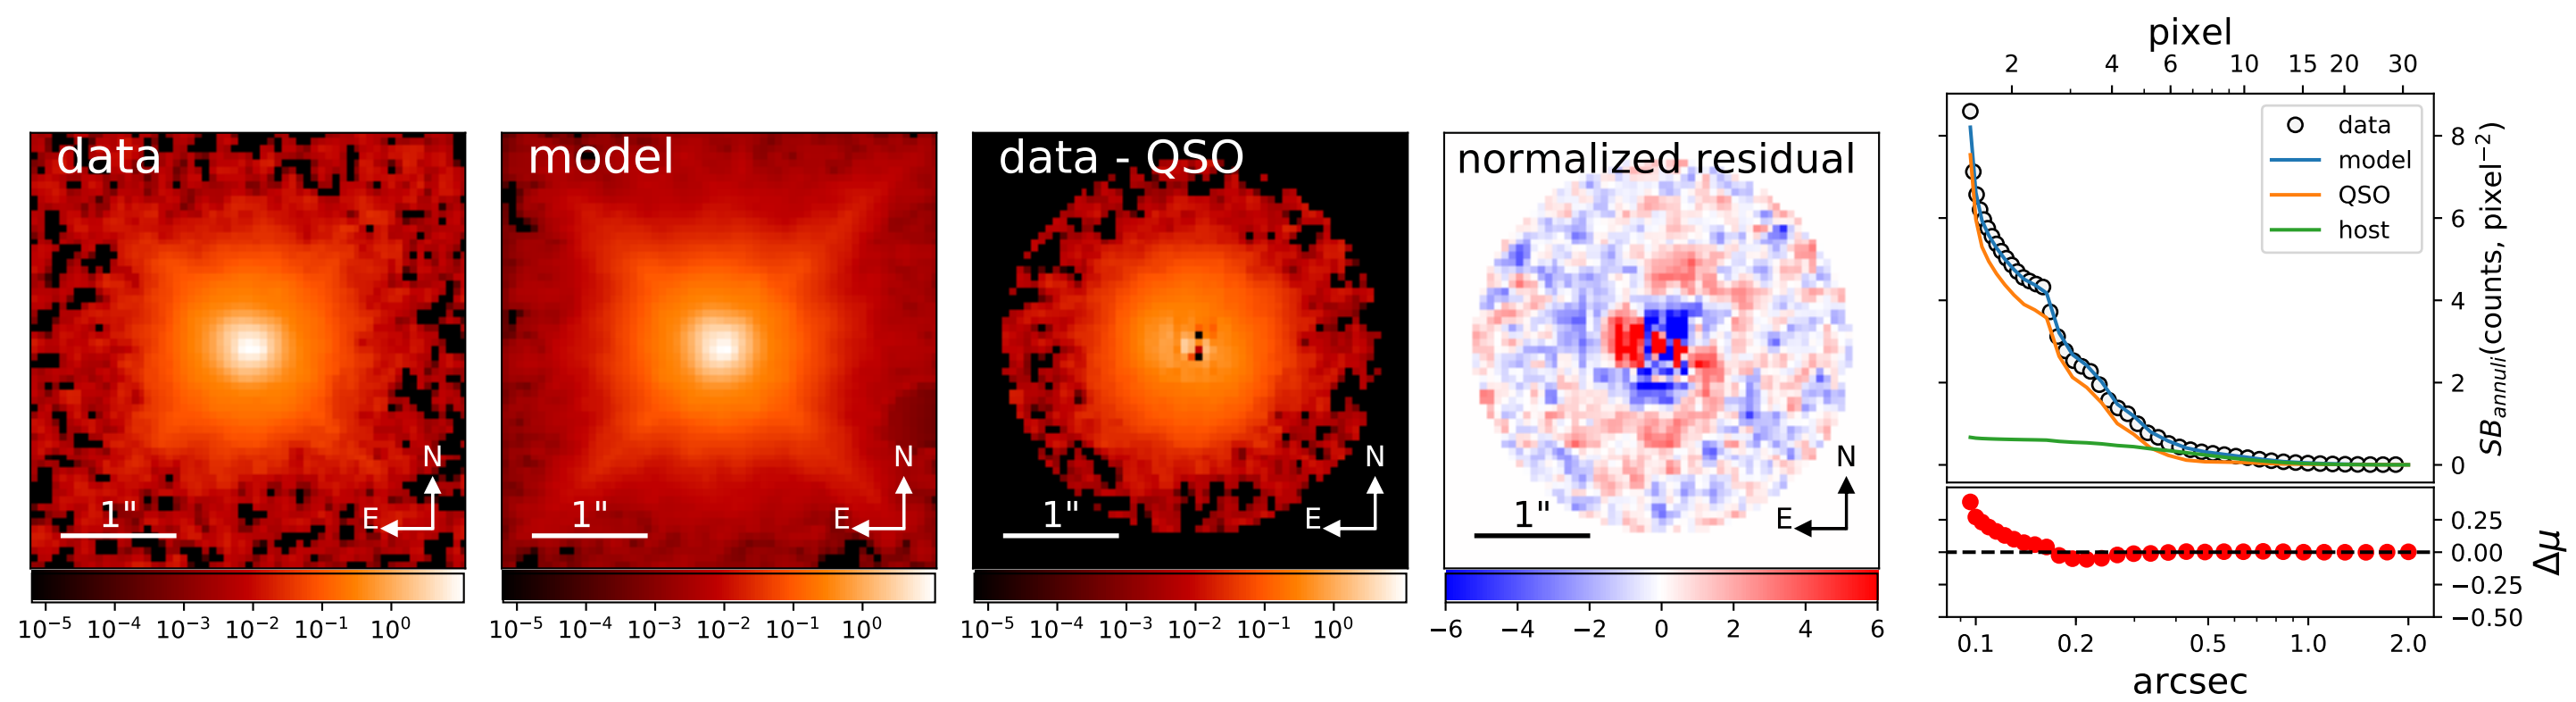 data
N
E
1"
10⁻⁵ 10⁻⁴ 10⁻³ 10⁻² 10⁻¹ 10⁰
model
N
E
1"
10⁻⁵ 10⁻⁴ 10⁻³ 10⁻² 10⁻¹ 10⁰
data - QSO
N
E
1"
10⁻⁵ 10⁻⁴ 10⁻³ 10⁻² 10⁻¹ 10⁰
normalized residual
N
E
1"
−6 −4 −2 0 2 4 6
pixel
2 4 6 10 15 20 30
data
model
QSO
host
8
6
4
2
0
SB_annuli(counts, pixel⁻²)
0.25
0.00
−0.25
−0.50
Δμ
0.1 0.2 0.5 1.0 2.0
arcsec